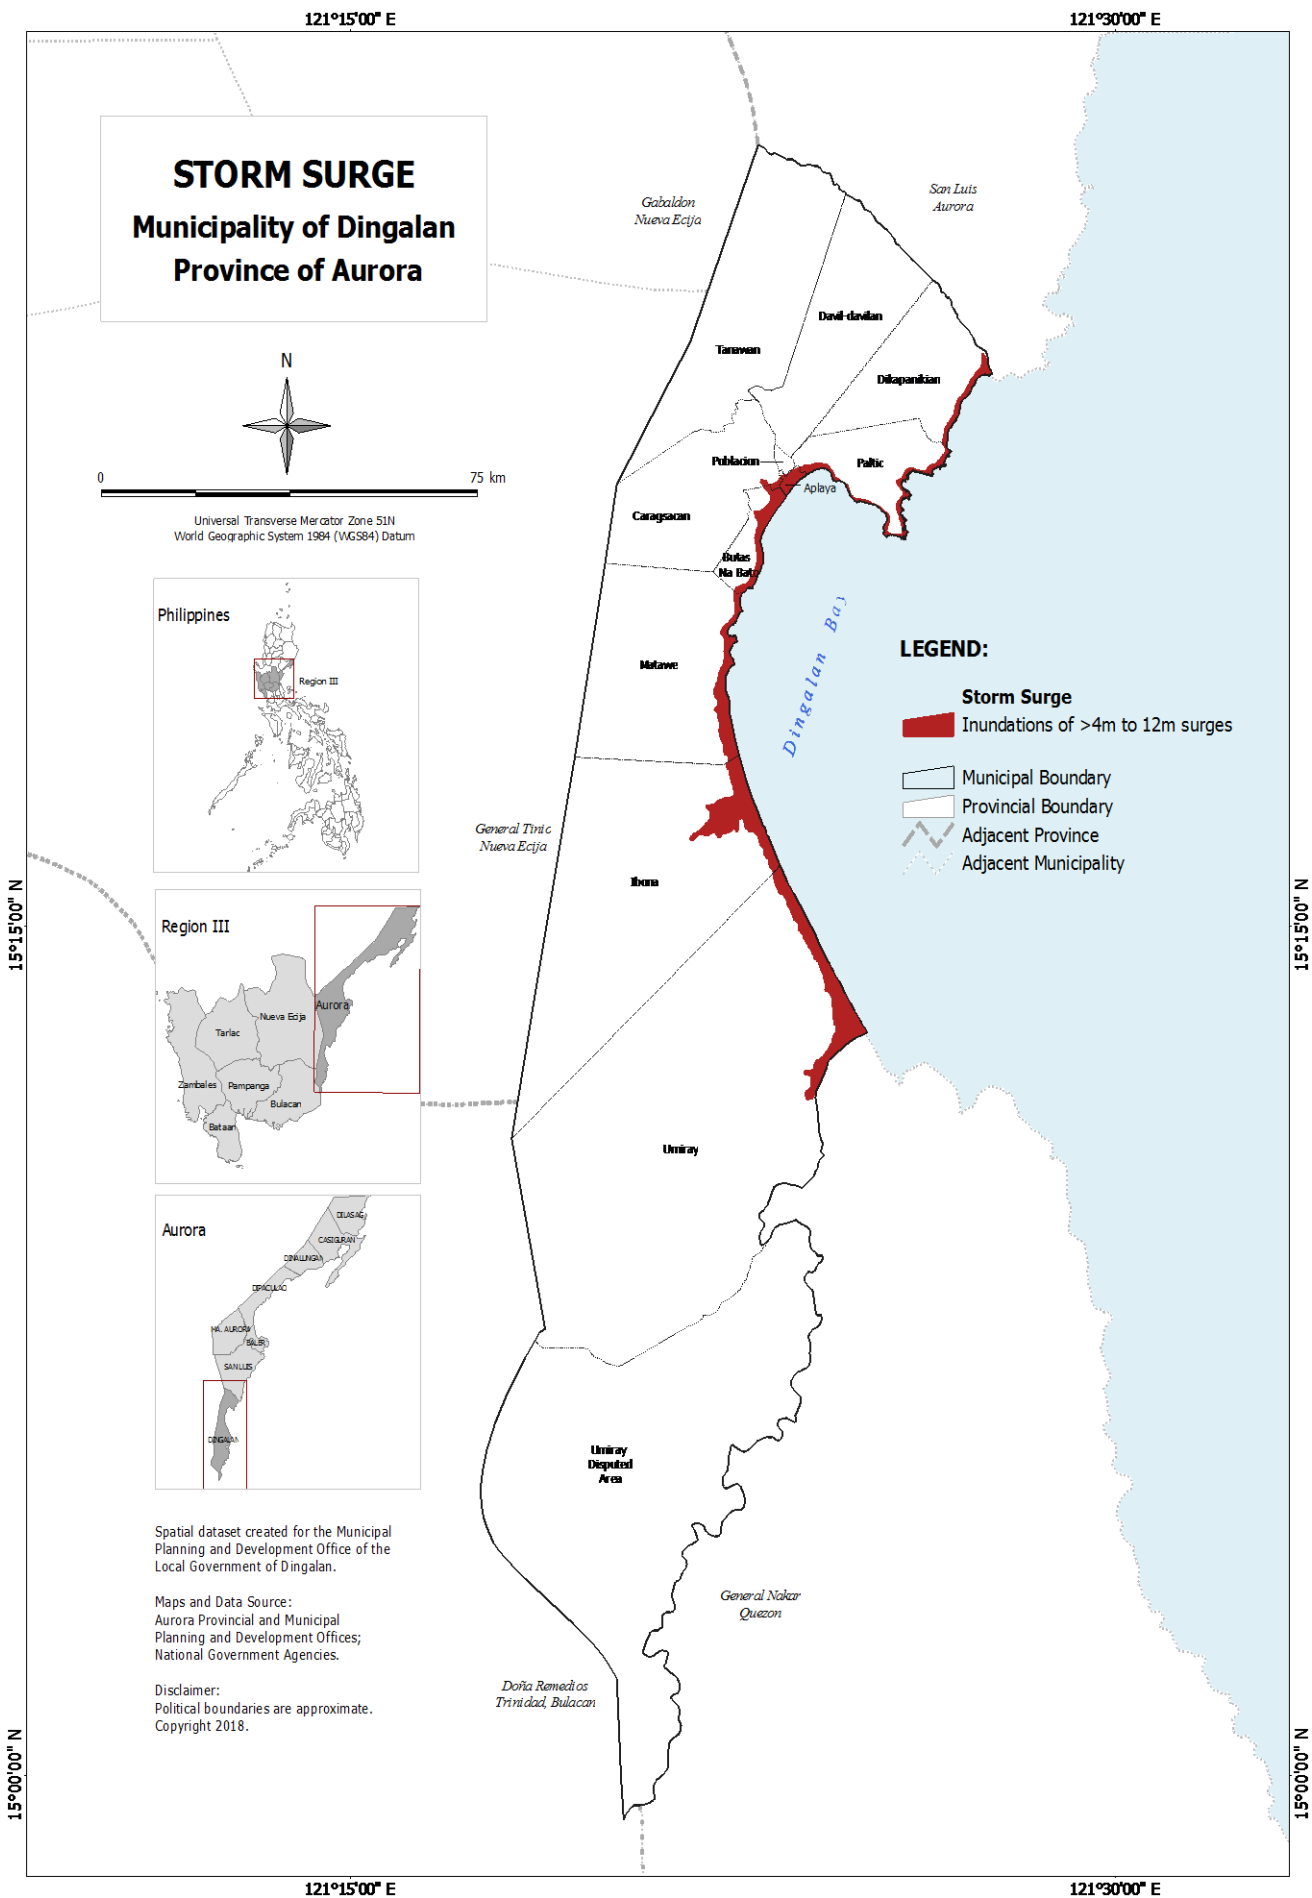 121°15'00" E
121°30'00" E
STORM SURGE
Municipality of Dingalan
Province of Aurora
Gabaldon
Nueva Ecija
San Luis
Aurora
Davil-davilan
Tanawan
Dikapanikian
N
0
75 km
Universal Transverse Mercator Zone 51N
World Geographic System 1984 (WGS84) Datum
Poblacion
Paltic
Aplaya
Caragsacan
Butas
Na Bato
Philippines
Region III
Dingalan Bay
Matawe
LEGEND:
Storm Surge
Inundations of >4m to 12m surges
Municipal Boundary
Provincial Boundary
Adjacent Province
Adjacent Municipality
General Tinio
Nueva Ecija
Ibona
15°15'00" N
15°15'00" N
Region III
Aurora
Nueva Ecija
Tarlac
Zambales
Pampanga
Bulacan
Bataan
Umiray
Aurora
DILASAG
CASIGURAN
DINALUNGAN
DIPACULAO
MA. AURORA
BALER
SAN LUIS
DINGALAN
Umiray
Disputed
Area
Spatial dataset created for the Municipal
Planning and Development Office of the
Local Government of Dingalan.
Maps and Data Source:
Aurora Provincial and Municipal
Planning and Development Offices;
National Government Agencies.
Disclaimer:
Political boundaries are approximate.
Copyright 2018.
General Nakar
Quezon
Doña Remedios
Trinidad, Bulacan
15°00'00" N
15°00'00" N
121°15'00" E
121°30'00" E